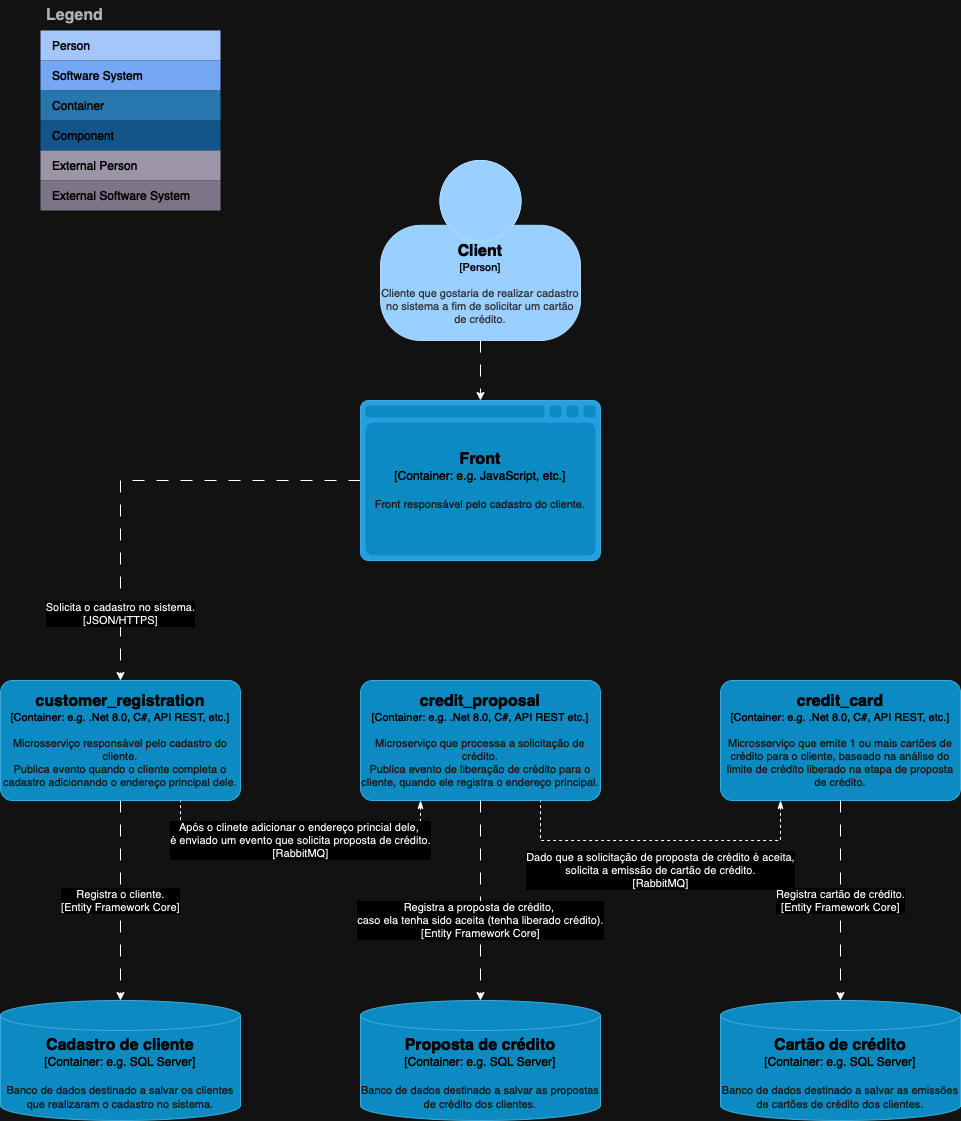 Legend
Person
Software System
Container
Component
External Person
External Software System
Client
[Person]
Cliente que gostaria de realizar cadastro
no sistema a fim de solicitar um cartão
de crédito.
Front
[Container: e.g. JavaScript, etc.]
Front responsável pelo cadastro do cliente.
Solicita o cadastro no sistema.
[JSON/HTTPS]
customer_registration
[Container: e.g. .Net 8.0, C#, API REST, etc.]
Microsserviço responsável pelo cadastro do
cliente.
Publica evento quando o cliente completa o
cadastro adicionando o endereço principal dele.
credit_proposal
[Container: e.g. .Net 8.0, C#, API REST etc.]
Microserviço que processa a solicitação de
crédito.
Publica evento de liberação de crédito para o
cliente, quando ele registra o endereço principal.
credit_card
[Container: e.g. .Net 8.0, C#, API REST, etc.]
Microsserviço que emite 1 ou mais cartões de
crédito para o cliente, baseado na análise do
limite de crédito liberado na etapa de proposta
de crédito.
Após o clinete adicionar o endereço princial dele,
é enviado um evento que solicita proposta de crédito.
[RabbitMQ]
Dado que a solicitação de proposta de crédito é aceita,
solicita a emissão de cartão de crédito.
[RabbitMQ]
Registra o cliente.
[Entity Framework Core]
Registra a proposta de crédito,
caso ela tenha sido aceita (tenha liberado crédito).
[Entity Framework Core]
Registra cartão de crédito.
[Entity Framework Core]
Cadastro de cliente
[Container: e.g. SQL Server]
Banco de dados destinado a salvar os clientes
que realizaram o cadastro no sistema.
Proposta de crédito
[Container: e.g. SQL Server]
Banco de dados destinado a salvar as propostas
de crédito dos clientes.
Cartão de crédito
[Container: e.g. SQL Server]
Banco de dados destinado a salvar as emissões
de cartões de crédito dos clientes.